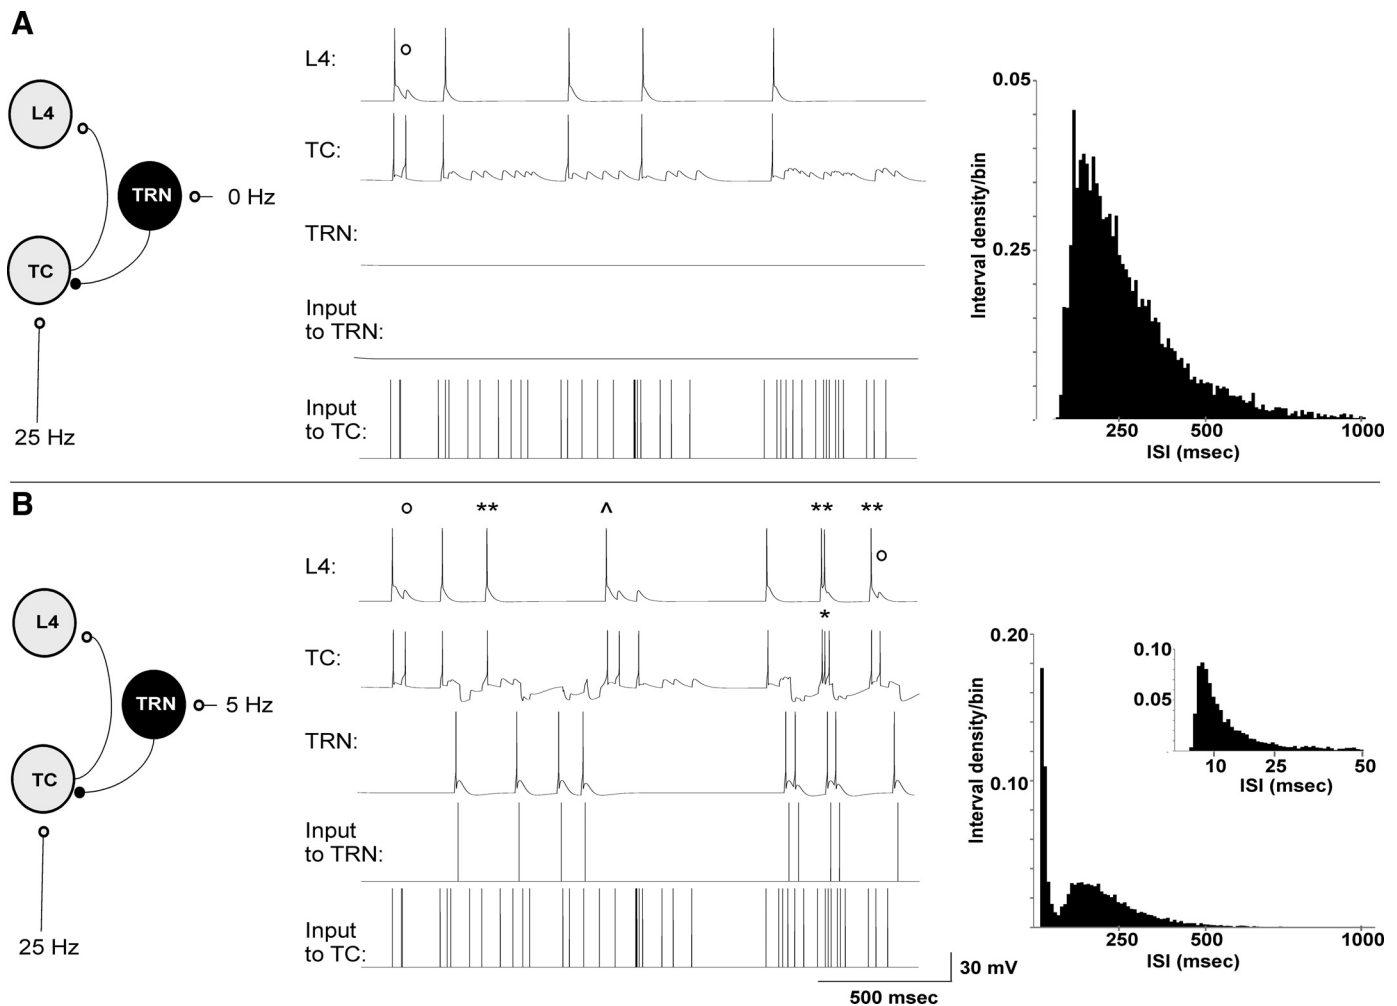 A
L4
TRN
0 Hz
TC
25 Hz
L4:
TC:
TRN:
Input
to TRN:
Input
to TC:
0.05
0.25
Interval density/bin
250
500
1000
ISI (msec)
B
L4
TRN
5 Hz
TC
25 Hz
** ^ ** **
L4:
*
TC:
TRN:
Input
to TRN:
Input
to TC:
30 mV
500 msec
0.20
0.10
Interval density/bin
250
500
1000
ISI (msec)
0.10
0.05
10
25
50
ISI (msec)